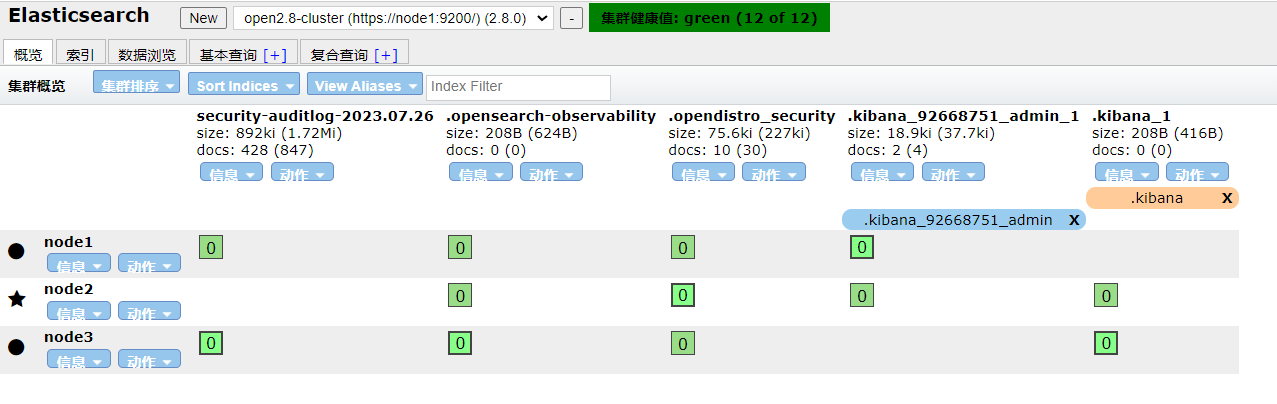 Elasticsearch New open2.8-cluster (https://node1:9200/) (2.8.0) - 集群健康值: green (12 of 12)
概览 索引 数据浏览 基本查询 [+] 复合查询 [+]
集群概览 集群排序 Sort Indices View Aliases Index Filter
security-auditlog-2023.07.26 .opensearch-observability .opendistro_security .kibana_92668751_admin_1 .kibana_1
size: 892ki (1.72Mi) size: 208B (624B) size: 75.6ki (227ki) size: 18.9ki (37.7ki) size: 208B (416B)
docs: 428 (847) docs: 0 (0) docs: 10 (30) docs: 2 (4) docs: 0 (0)
信息 动作 信息 动作 信息 动作 信息 动作 信息 动作
.kibana X
.kibana_92668751_admin X
node1 0 0 0 0
信息 动作
node2 0 0 0 0
信息 动作
node3 0 0 0 0
信息 动作